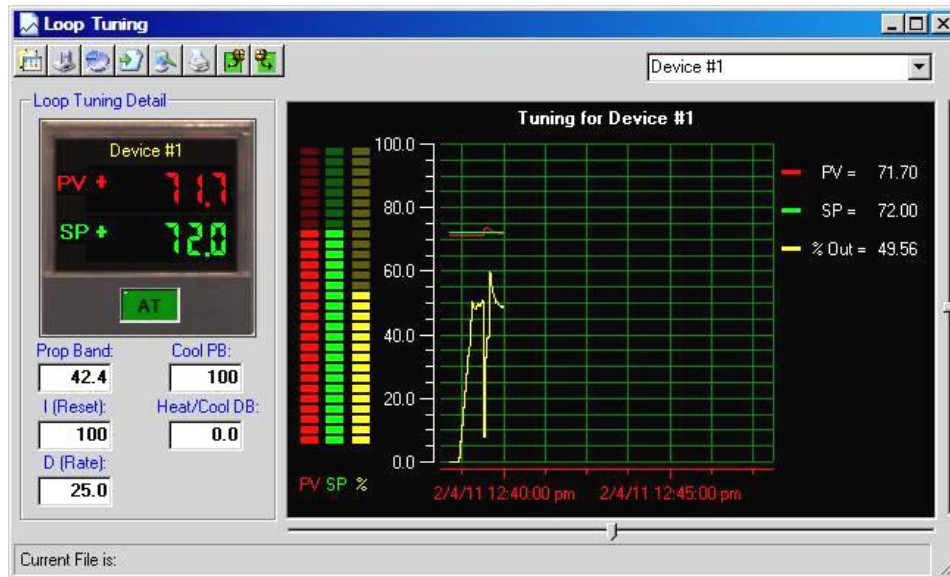 Loop Tuning
Device #1
Loop Tuning Detail
Device #1
PV + 71.7
SP + 72.0
AT
Prop Band: Cool PB:
42.4 100
I (Reset): Heat/Cool DB:
100 0.0
D (Rate):
25.0
Tuning for Device #1
100.0
80.0
60.0
40.0
20.0
0.0
PV SP %
2/4/11 12:40:00 pm 2/4/11 12:45:00 pm
PV = 71.70
SP = 72.00
% Out = 49.56
Current File is: